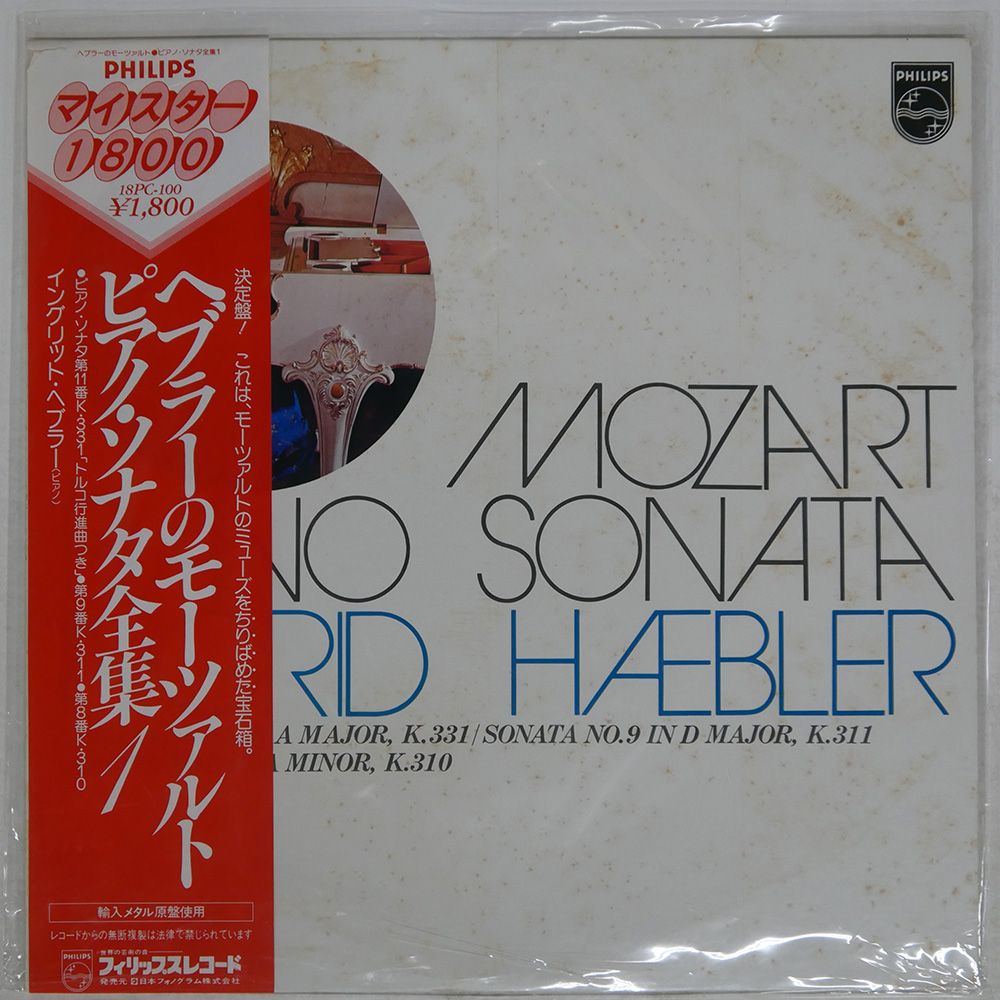 ヘブラーのモーツァルト●ピアノ・ソナタ全集1
PHILIPS
マイスター
1800
18PC-100
¥1,800
決定盤! これは、モーツァルトのミューズをちりばめた宝石箱。
ヘブラーのモーツァルト
ピアノ・ソナタ全集1
●ピアノ・ソナタ第11番K.331「トルコ行進曲つき」●第9番K.311●第8番K.310
イングリット・ヘブラー(ピアノ)
輸入メタル原盤使用
レコードからの無断複製は法律で禁じられています
PHILIPS
世界の芸術の音
フィリップスレコード
発売元 日本フォノグラム株式会社
PHILIPS
MOZART
NO SONATA
RID HÆBLER
A MAJOR, K.331/SONATA NO.9 IN D MAJOR, K.311
A MINOR, K.310